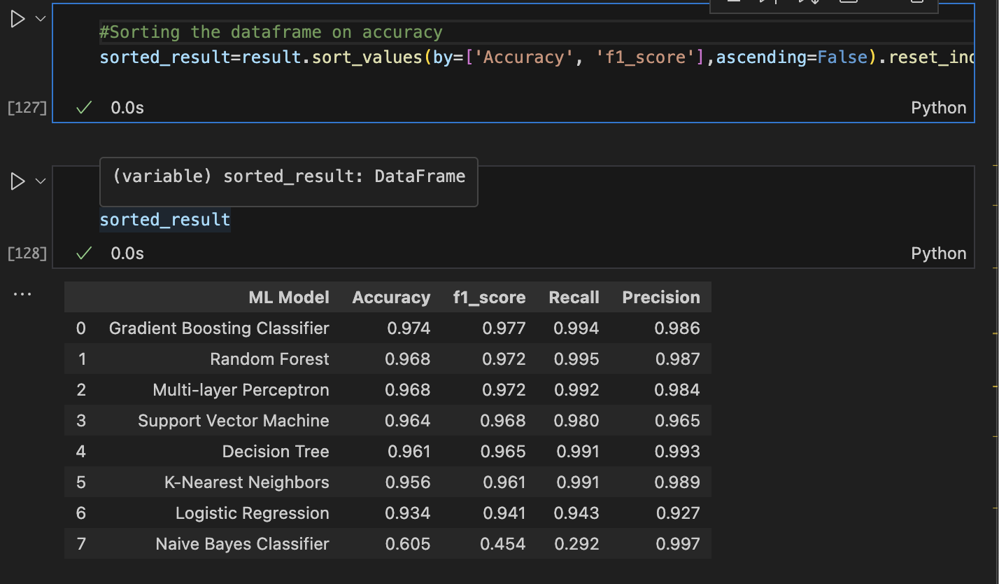 #Sorting the dataframe on accuracy
sorted_result=result.sort_values(by=['Accuracy', 'f1_score'],ascending=False).reset_ind
[127] 0.0s Python
(variable) sorted_result: DataFrame
sorted_result
[128] 0.0s Python
ML Model Accuracy f1_score Recall Precision
0 Gradient Boosting Classifier 0.974 0.977 0.994 0.986
1 Random Forest 0.968 0.972 0.995 0.987
2 Multi-layer Perceptron 0.968 0.972 0.992 0.984
3 Support Vector Machine 0.964 0.968 0.980 0.965
4 Decision Tree 0.961 0.965 0.991 0.993
5 K-Nearest Neighbors 0.956 0.961 0.991 0.989
6 Logistic Regression 0.934 0.941 0.943 0.927
7 Naive Bayes Classifier 0.605 0.454 0.292 0.997